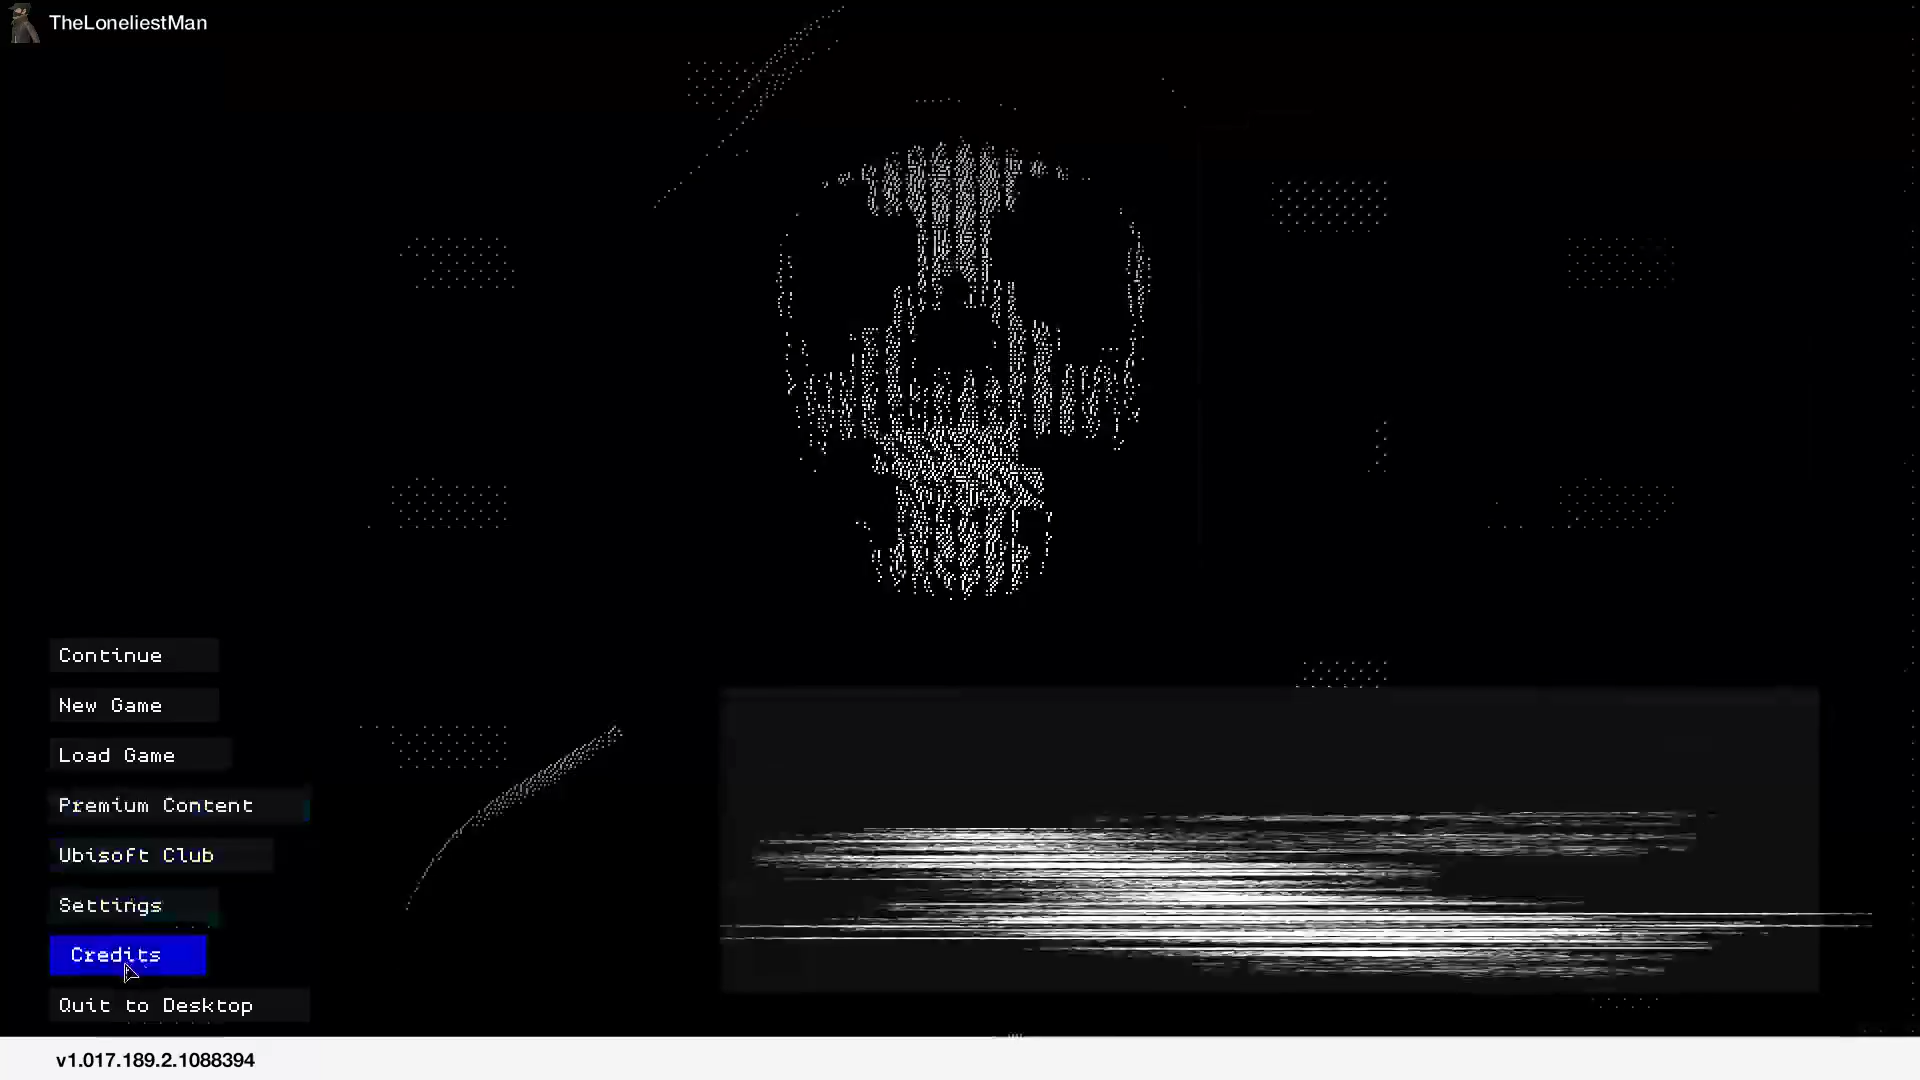 TheLoneliestMan
Continue
New Game
Load Game
Premium Content
Ubisoft Club
Settings
Credits
Quit to Desktop
v1.017.189.2.1088394